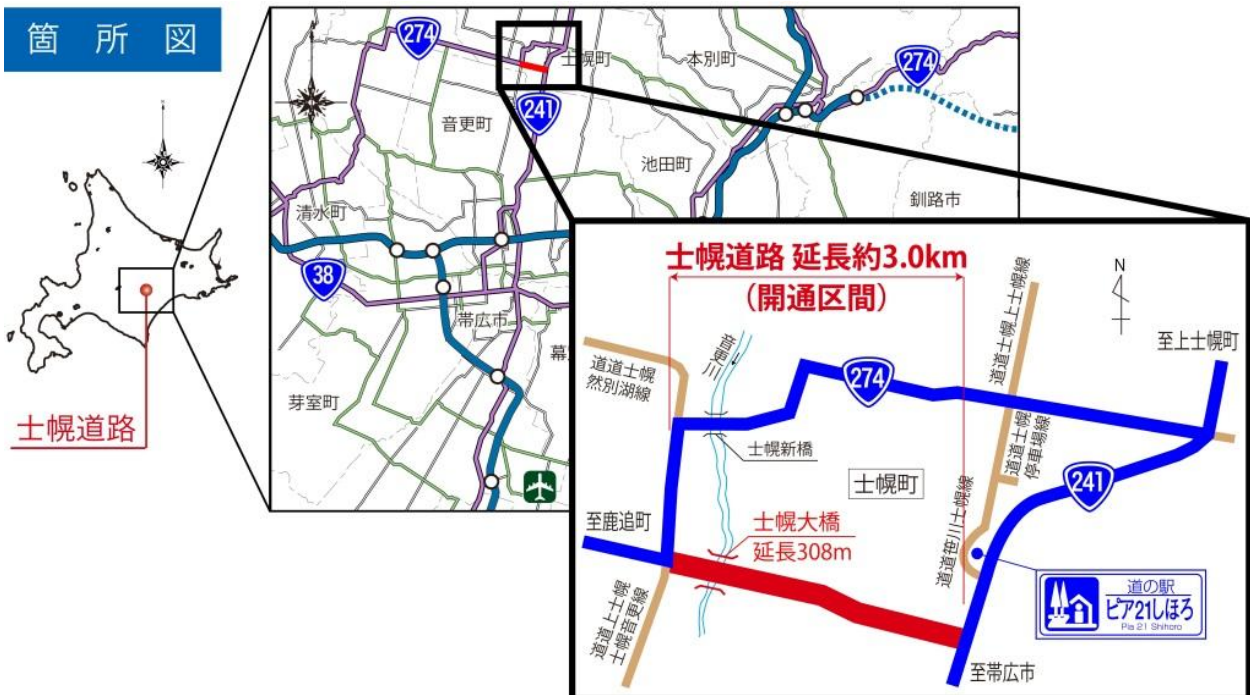 箇所図
士幌道路
274
士幌町
本別町
274
241
音更町
池田町
釧路市
清水町
38
帯広市
芽室町
士幌道路 延長約3.0km
(開通区間)
N
音更川
道道士幌
然別湖線
道道士幌上士幌線
至上士幌町
274
士幌新橋
道道士幌
停車場線
士幌町
241
道道笹川士幌線
至鹿追町
士幌大橋
延長308m
道道上士幌
士幌音更線
道の駅
ピア21しほろ
Pia 21 Shihoro
至帯広市